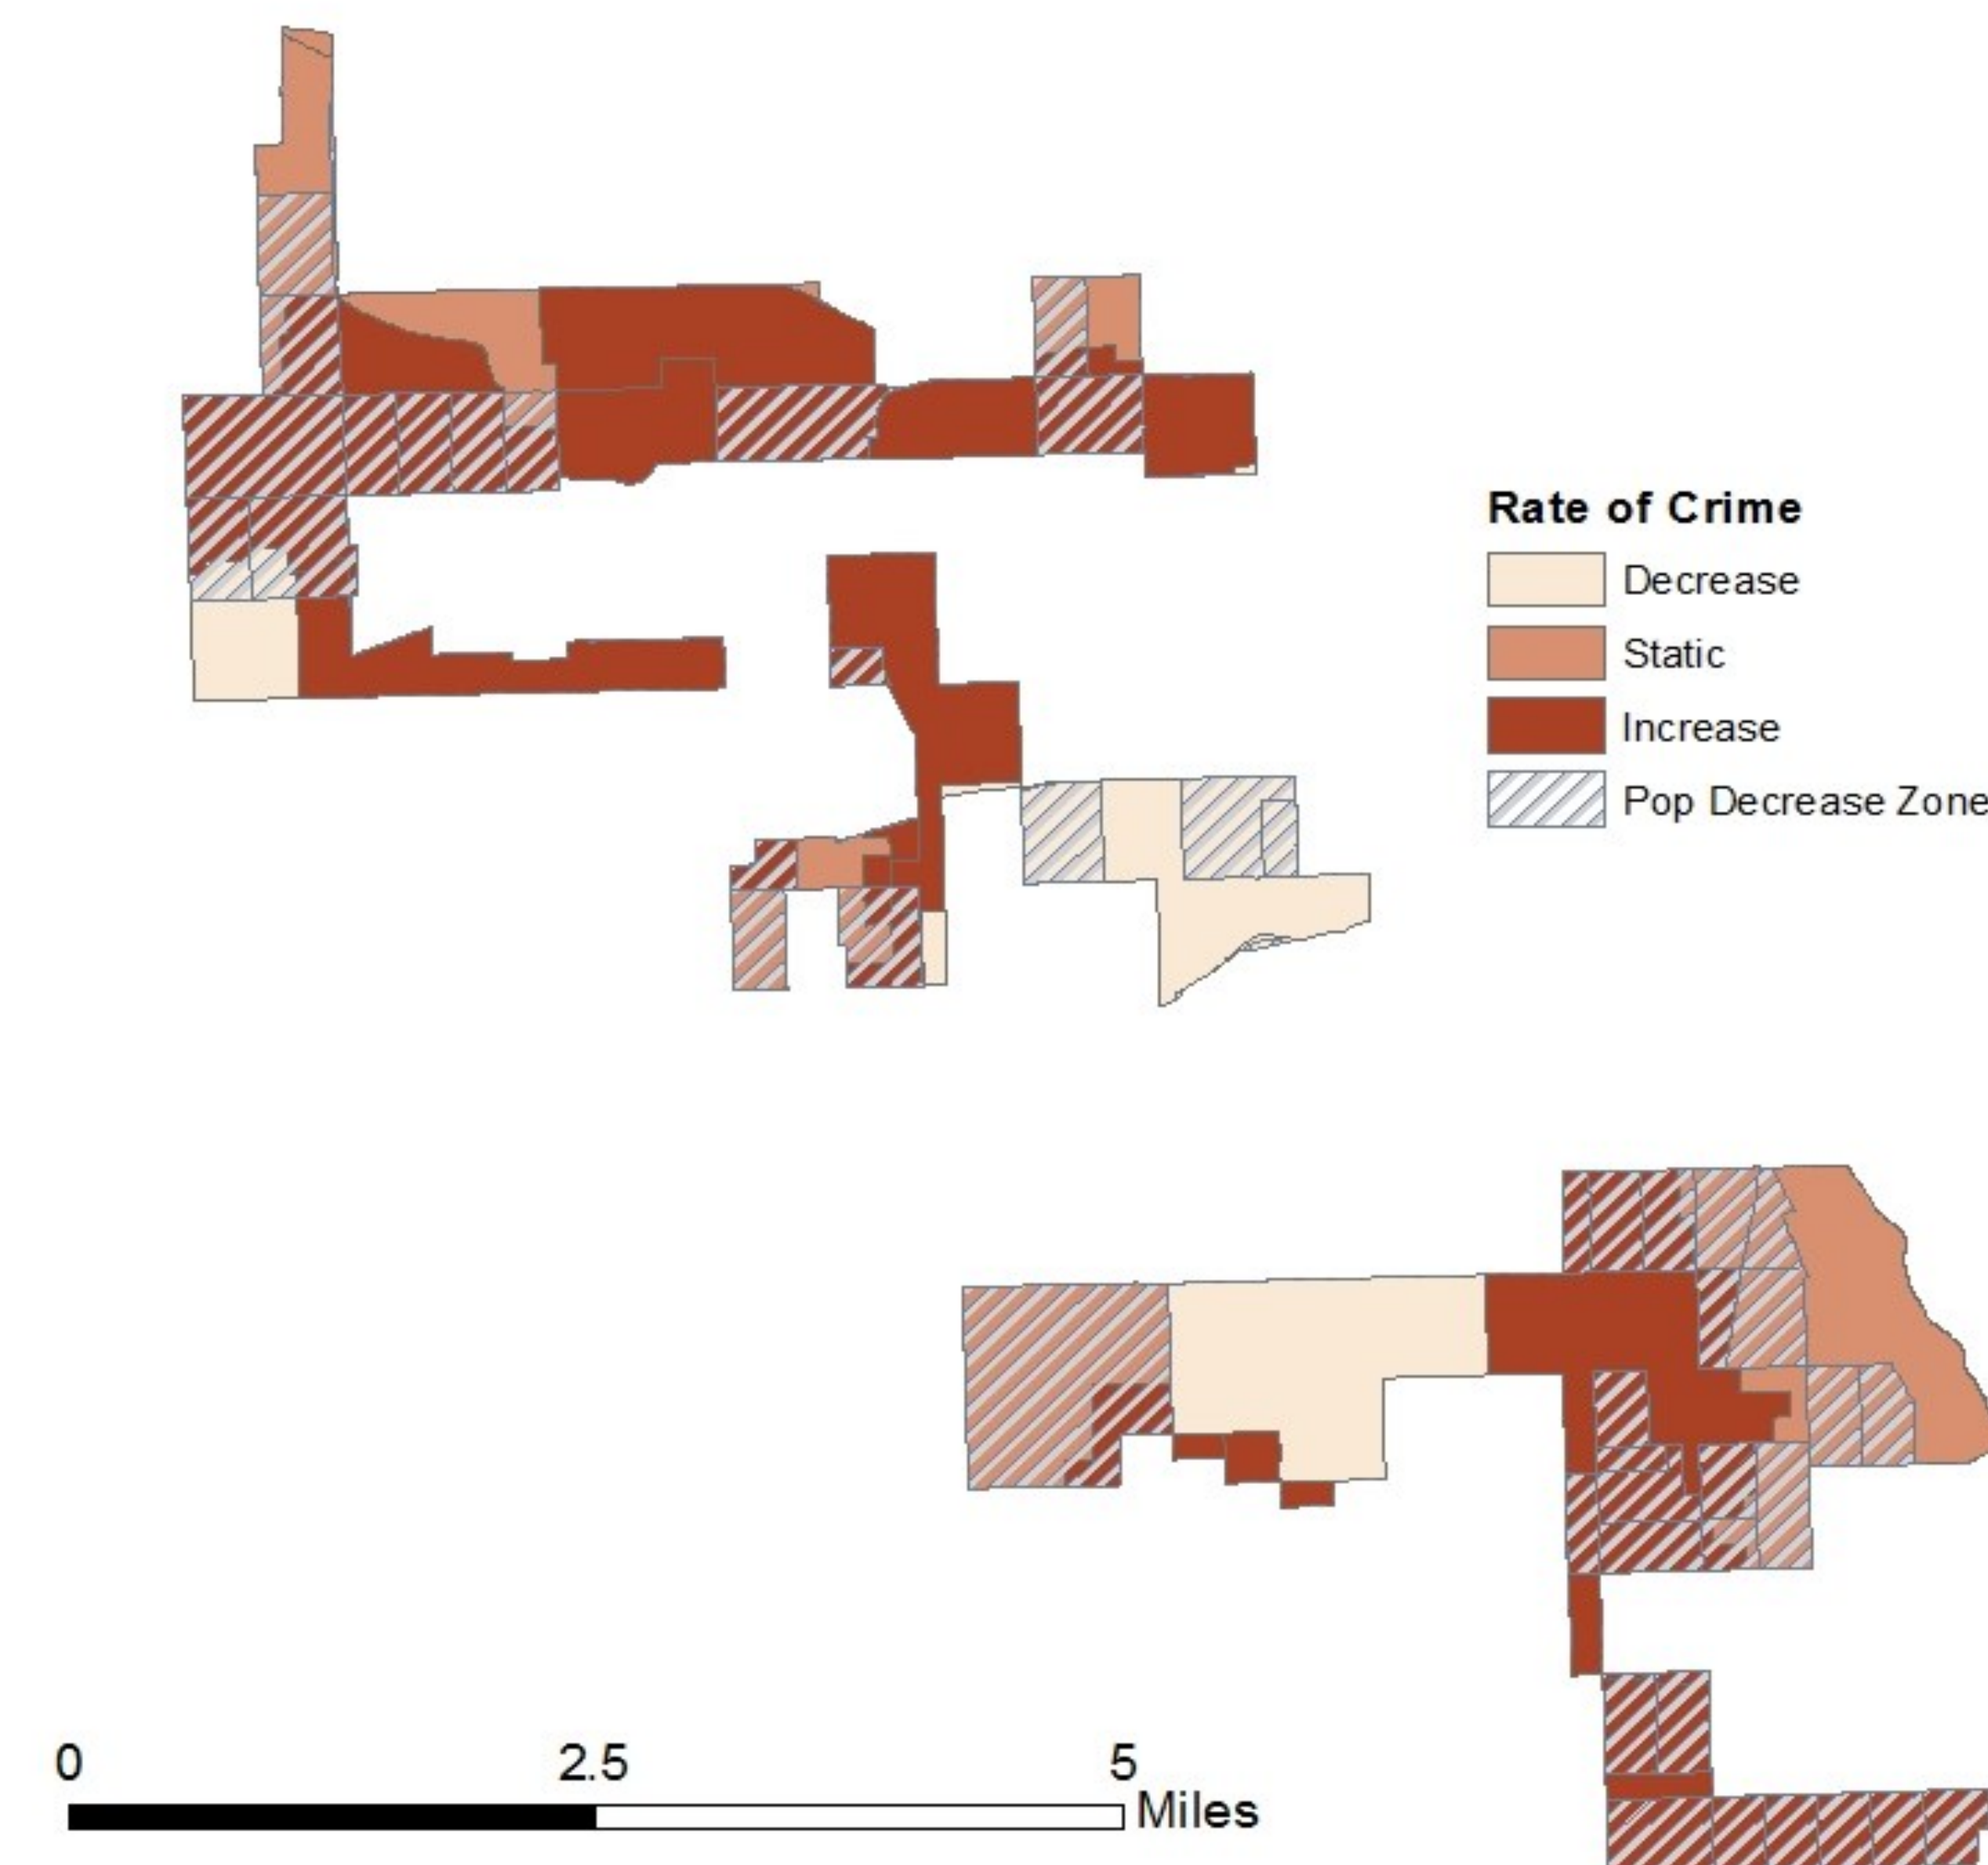 Rate of Crime
Decrease
Static
Increase
Pop Decrease Zone
0 2.5 5
Miles